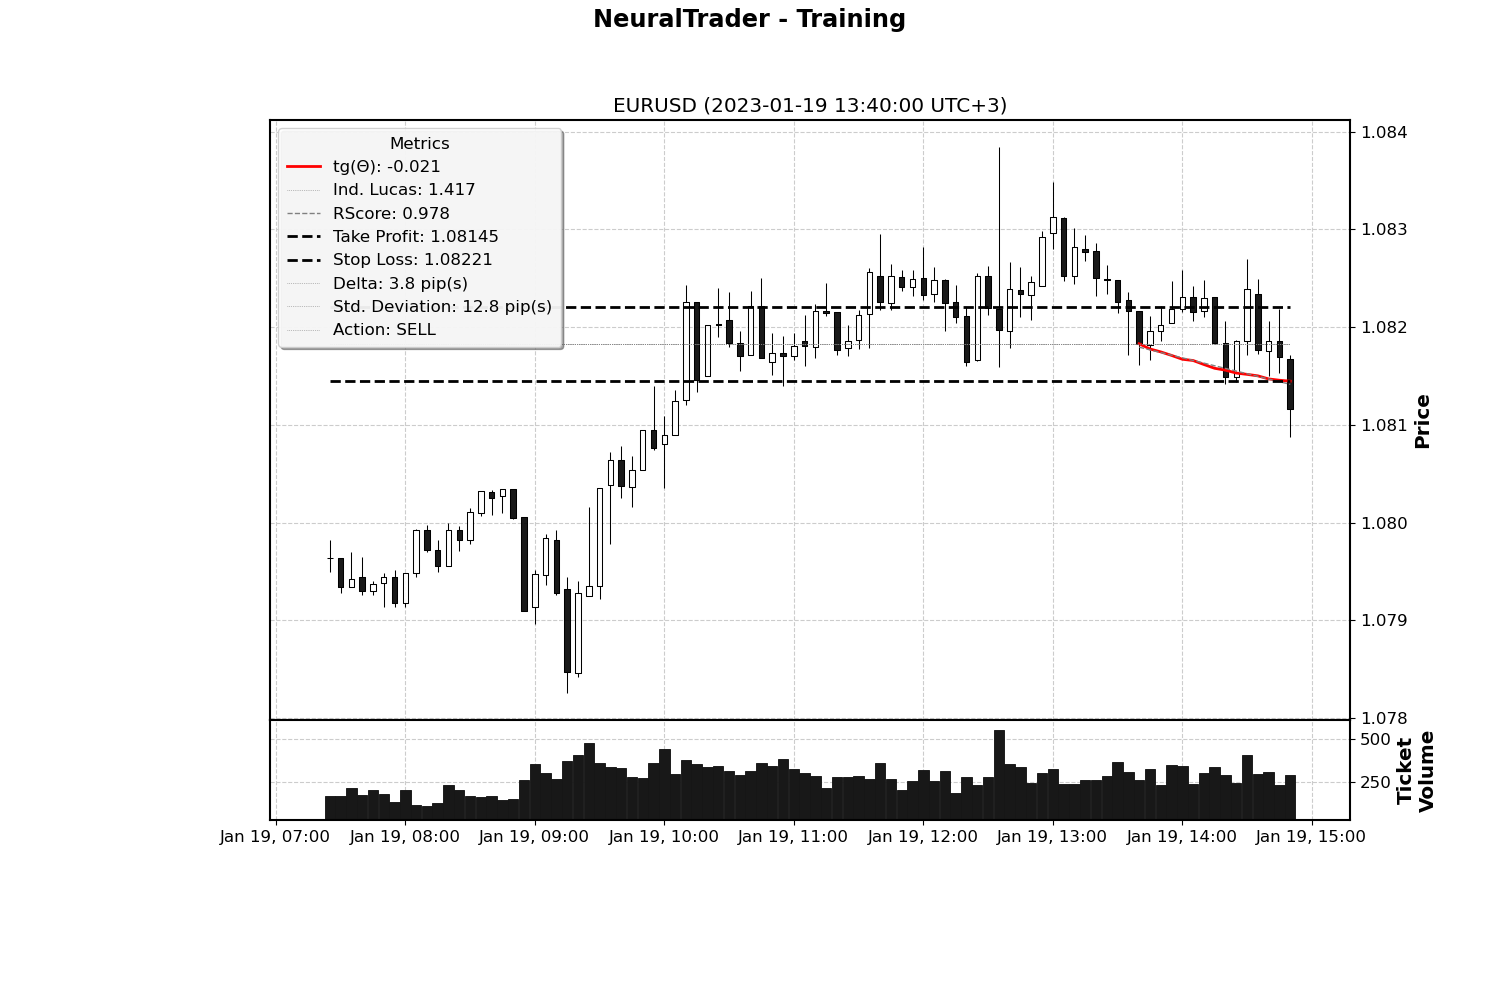 NeuralTrader - Training
EURUSD (2023-01-19 13:40:00 UTC+3)
Metrics
tg(Θ): -0.021
Ind. Lucas: 1.417
RScore: 0.978
Take Profit: 1.08145
Stop Loss: 1.08221
Delta: 3.8 pip(s)
Std. Deviation: 12.8 pip(s)
Action: SELL
1.084
1.083
1.082
1.081
1.080
1.079
1.078
Price
500
250
Ticket
Volume
Jan 19, 07:00 Jan 19, 08:00 Jan 19, 09:00 Jan 19, 10:00 Jan 19, 11:00 Jan 19, 12:00 Jan 19, 13:00 Jan 19, 14:00 Jan 19, 15:00